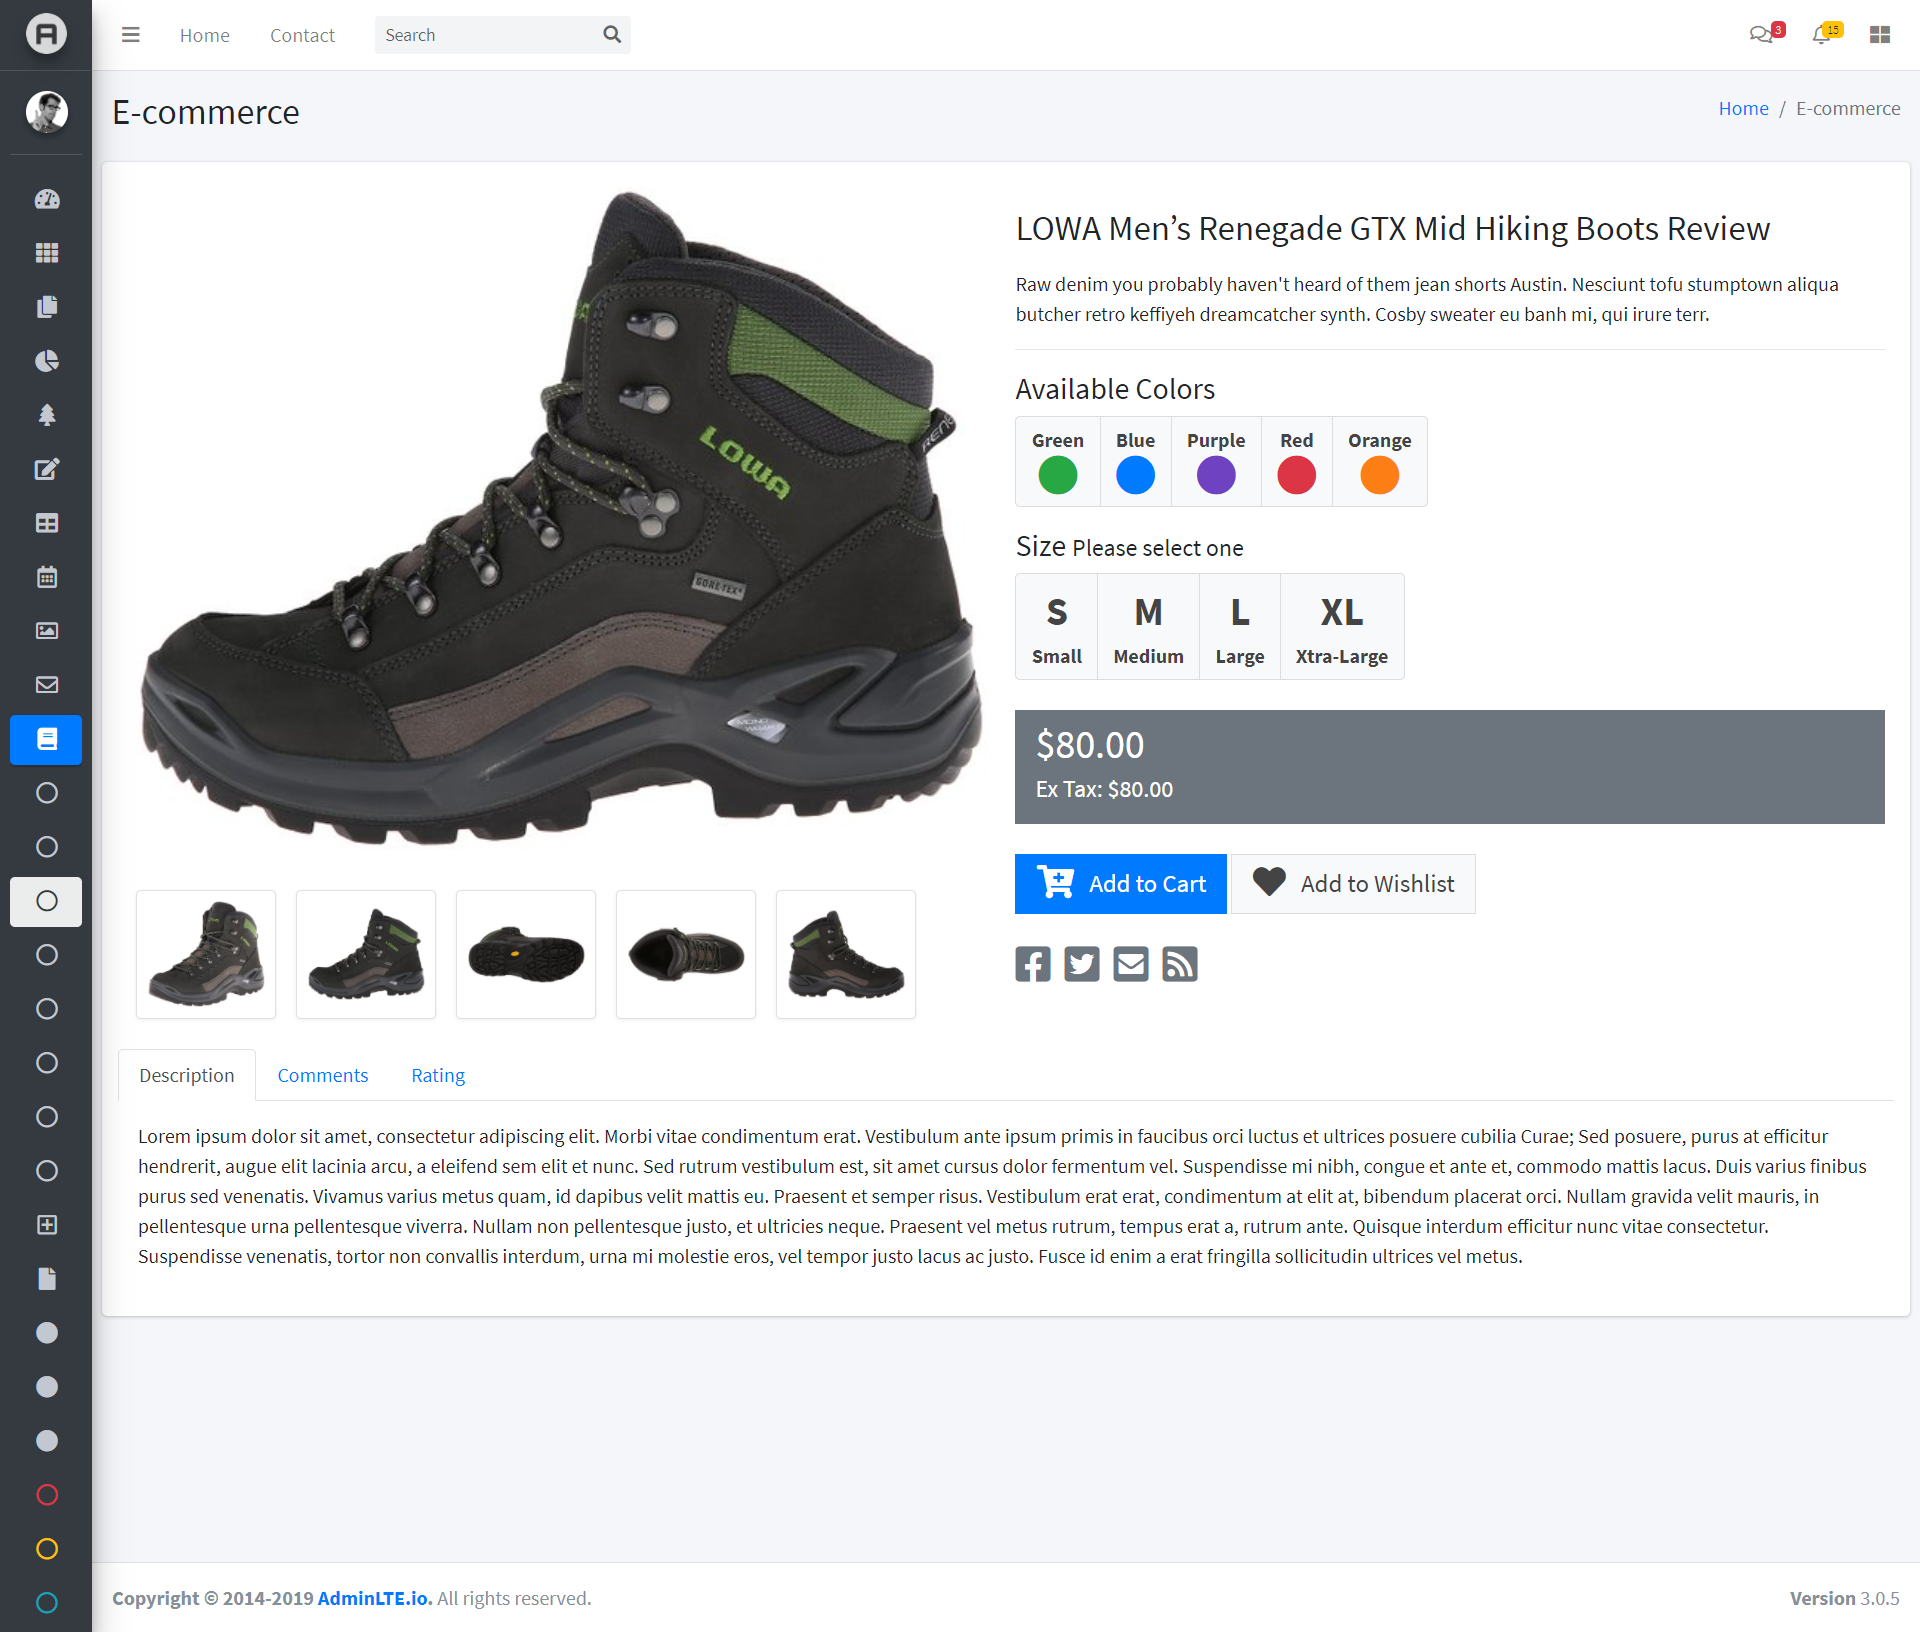 Home
Contact
Search
3
15
E-commerce
Home / E-commerce
LOWA
GORE-TEX
LOWA Men’s Renegade GTX Mid Hiking Boots Review
Raw denim you probably haven't heard of them jean shorts Austin. Nesciunt tofu stumptown aliqua
butcher retro keffiyeh dreamcatcher synth. Cosby sweater eu banh mi, qui irure terr.
Available Colors
Green
Blue
Purple
Red
Orange
Size Please select one
S
Small
M
Medium
L
Large
XL
Xtra-Large
$80.00
Ex Tax: $80.00
Add to Cart
Add to Wishlist
Description
Comments
Rating
Lorem ipsum dolor sit amet, consectetur adipiscing elit. Morbi vitae condimentum erat. Vestibulum ante ipsum primis in faucibus orci luctus et ultrices posuere cubilia Curae; Sed posuere, purus at efficitur
hendrerit, augue elit lacinia arcu, a eleifend sem elit et nunc. Sed rutrum vestibulum est, sit amet cursus dolor fermentum vel. Suspendisse mi nibh, congue et ante et, commodo mattis lacus. Duis varius finibus
purus sed venenatis. Vivamus varius metus quam, id dapibus velit mattis eu. Praesent et semper risus. Vestibulum erat erat, condimentum at elit at, bibendum placerat orci. Nullam gravida velit mauris, in
pellentesque urna pellentesque viverra. Nullam non pellentesque justo, et ultricies neque. Praesent vel metus rutrum, tempus erat a, rutrum ante. Quisque interdum efficitur nunc vitae consectetur.
Suspendisse venenatis, tortor non convallis interdum, urna mi molestie eros, vel tempor justo lacus ac justo. Fusce id enim a erat fringilla sollicitudin ultrices vel metus.
Copyright © 2014-2019 AdminLTE.io. All rights reserved.
Version 3.0.5